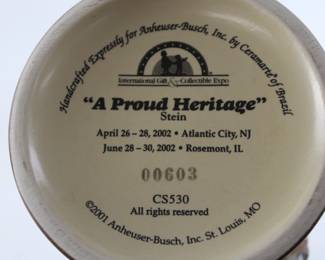 Handcrafted Expressly for Anheuser-Busch, Inc. by Ceramarte® of Brazil
International Gift & Collectible Expo
"A Proud Heritage"
Stein
April 26 - 28, 2002 • Atlantic City, NJ
June 28 - 30, 2002 • Rosemont, IL
00603
CS530
All rights reserved
©2001 Anheuser-Busch, Inc. St. Louis, MO